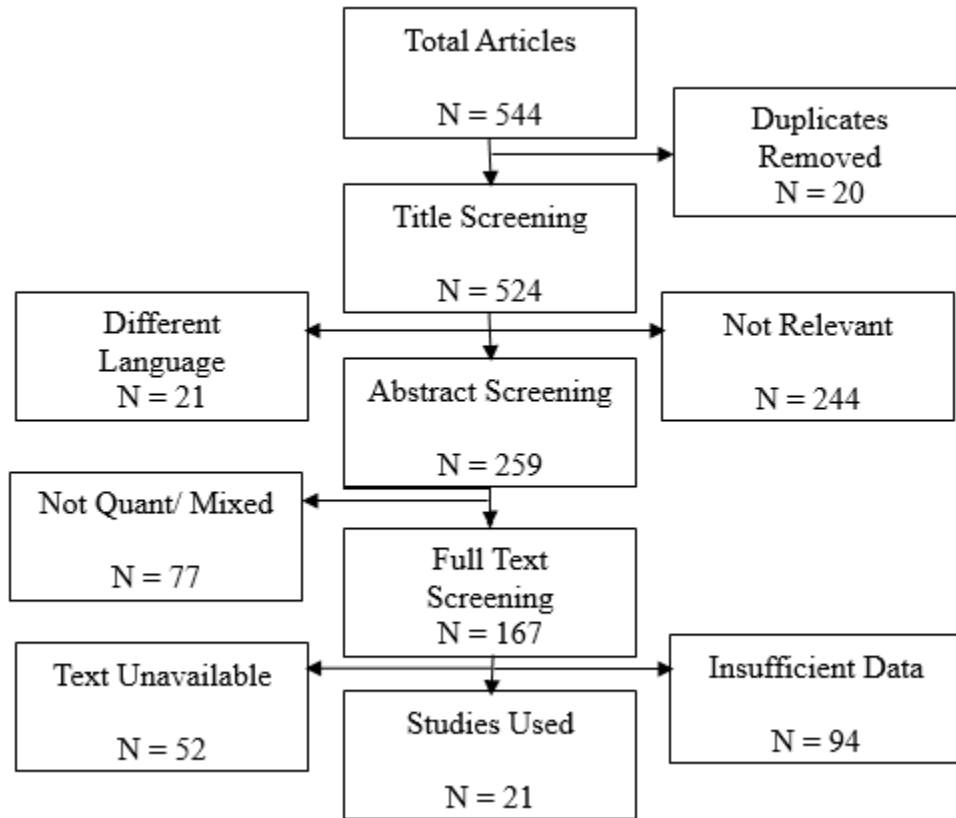 Total Articles
N = 544
Duplicates
Removed
N = 20
Title Screening
N = 524
Different
Language
N = 21
Not Relevant
N = 244
Abstract Screening
N = 259
Not Quant/ Mixed
N = 77
Full Text
Screening
N = 167
Text Unavailable
N = 52
Insufficient Data
N = 94
Studies Used
N = 21